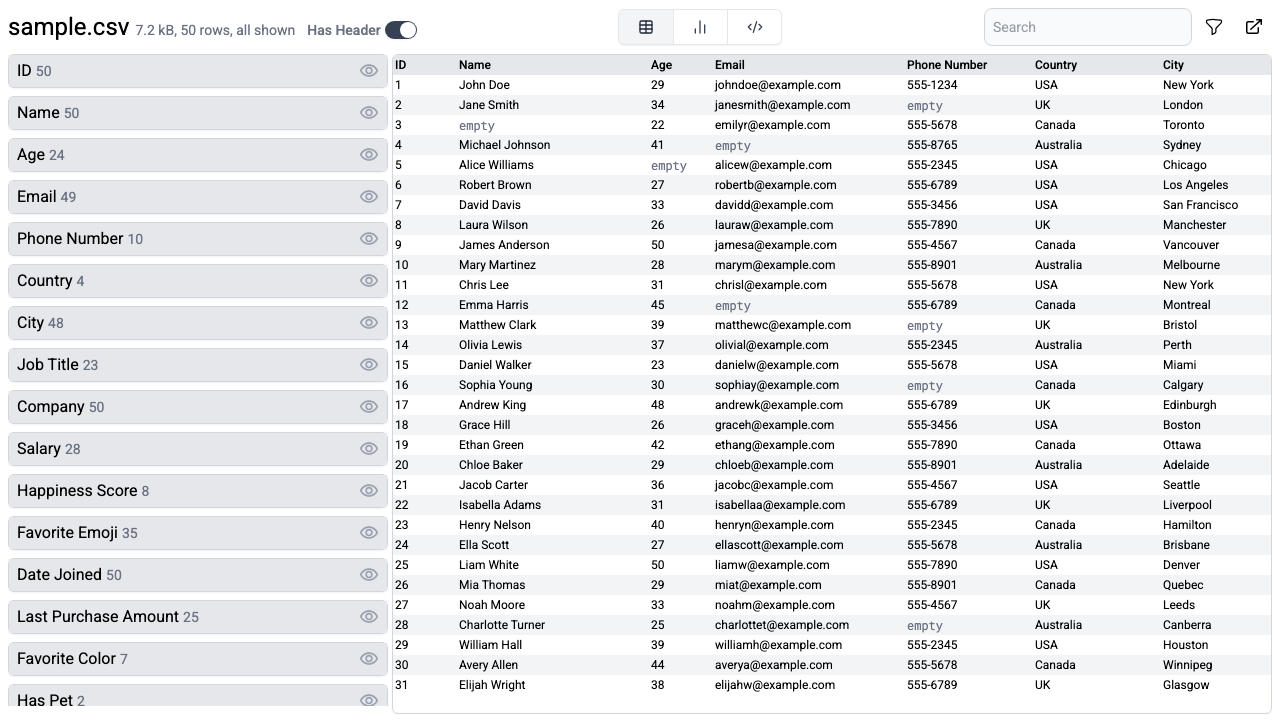 sample.csv 7.2 kB, 50 rows, all shown Has Header Search
ID 50
Name 50
Age 24
Email 49
Phone Number 10
Country 4
City 48
Job Title 23
Company 50
Salary 28
Happiness Score 8
Favorite Emoji 35
Date Joined 50
Last Purchase Amount 25
Favorite Color 7
Has Pet 2
ID Name Age Email Phone Number Country City
1 John Doe 29 johndoe@example.com 555-1234 USA New York
2 Jane Smith 34 janesmith@example.com empty UK London
3 empty 22 emilyr@example.com 555-5678 Canada Toronto
4 Michael Johnson 41 empty 555-8765 Australia Sydney
5 Alice Williams empty alicew@example.com 555-2345 USA Chicago
6 Robert Brown 27 robertb@example.com 555-6789 USA Los Angeles
7 David Davis 33 davidd@example.com 555-3456 USA San Francisco
8 Laura Wilson 26 lauraw@example.com 555-7890 UK Manchester
9 James Anderson 50 jamesa@example.com 555-4567 Canada Vancouver
10 Mary Martinez 28 marym@example.com 555-8901 Australia Melbourne
11 Chris Lee 31 chrisl@example.com 555-5678 USA New York
12 Emma Harris 45 empty 555-6789 Canada Montreal
13 Matthew Clark 39 matthewc@example.com empty UK Bristol
14 Olivia Lewis 37 olivial@example.com 555-2345 Australia Perth
15 Daniel Walker 23 danielw@example.com 555-5678 USA Miami
16 Sophia Young 30 sophiay@example.com empty Canada Calgary
17 Andrew King 48 andrewk@example.com 555-6789 UK Edinburgh
18 Grace Hill 26 graceh@example.com 555-3456 USA Boston
19 Ethan Green 42 ethang@example.com 555-7890 Canada Ottawa
20 Chloe Baker 29 chloeb@example.com 555-8901 Australia Adelaide
21 Jacob Carter 36 jacobc@example.com 555-4567 USA Seattle
22 Isabella Adams 31 isabellaa@example.com 555-6789 UK Liverpool
23 Henry Nelson 40 henryn@example.com 555-2345 Canada Hamilton
24 Ella Scott 27 ellascott@example.com 555-5678 Australia Brisbane
25 Liam White 50 liamw@example.com 555-7890 USA Denver
26 Mia Thomas 29 miat@example.com 555-8901 Canada Quebec
27 Noah Moore 33 noahm@example.com 555-4567 UK Leeds
28 Charlotte Turner 25 charlottet@example.com empty Australia Canberra
29 William Hall 39 williamh@example.com 555-2345 USA Houston
30 Avery Allen 44 averya@example.com 555-5678 Canada Winnipeg
31 Elijah Wright 38 elijahw@example.com 555-6789 UK Glasgow